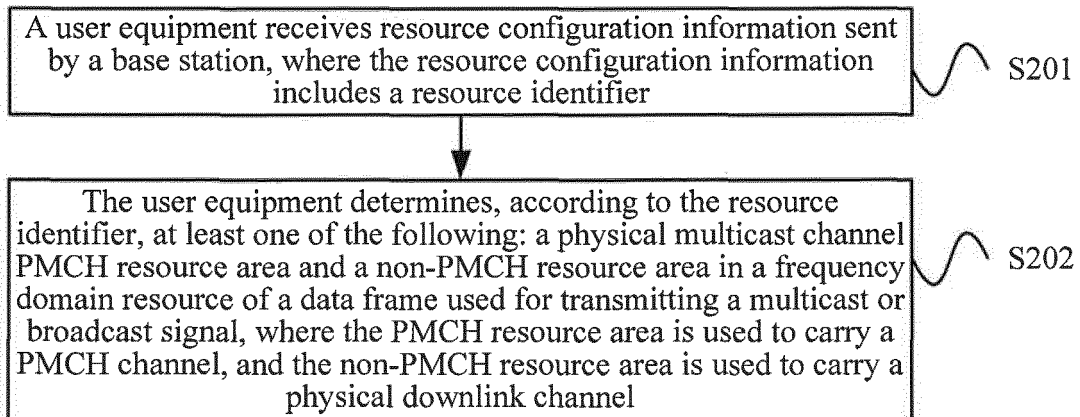 A user equipment receives resource configuration information sent
by a base station, where the resource configuration information
includes a resource identifier
S201
The user equipment determines, according to the resource
identifier, at least one of the following: a physical multicast channel
PMCH resource area and a non-PMCH resource area in a frequency
domain resource of a data frame used for transmitting a multicast or
broadcast signal, where the PMCH resource area is used to carry a
PMCH channel, and the non-PMCH resource area is used to carry a
physical downlink channel
S202